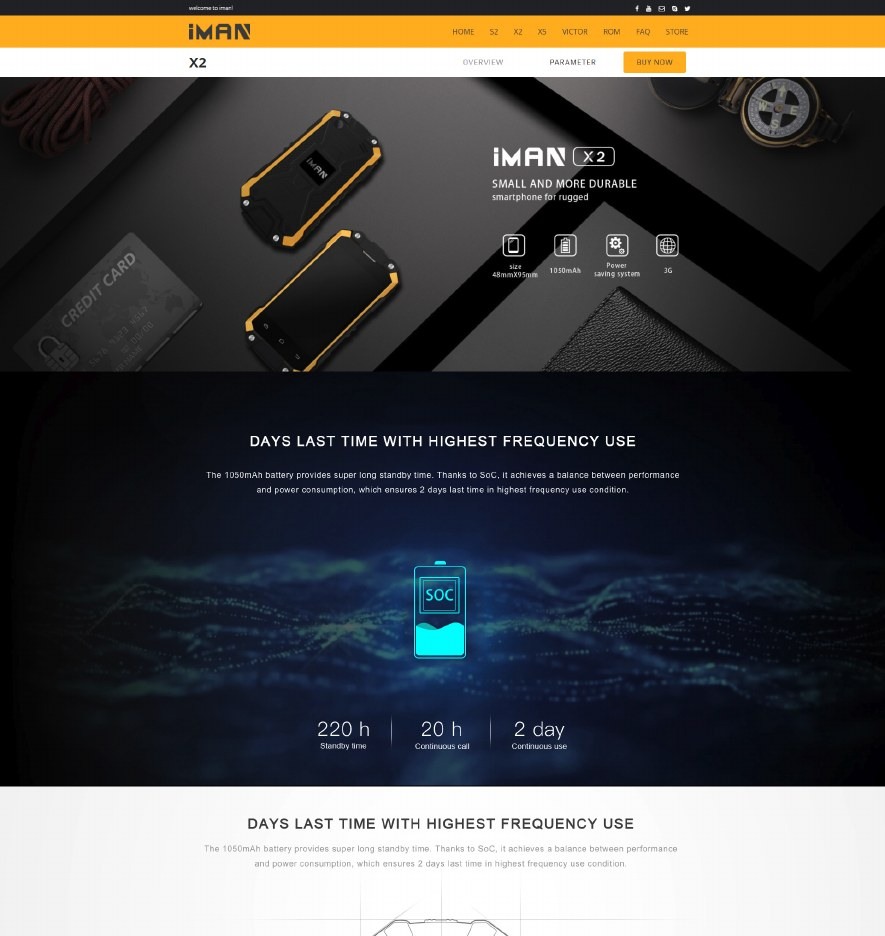 welcome to iman!
iMAN
HOME S2 X2 X5 VICTOR ROM FAQ STORE
X2
OVERVIEW PARAMETER BUY NOW
iMAN
iMAN X2
SMALL AND MORE DURABLE
smartphone for rugged
size
48mmX95mm
1050mAh
Power
saving system
3G
CREDIT CARD
DAYS LAST TIME WITH HIGHEST FREQUENCY USE
The 1050mAh battery provides super long standby time. Thanks to SoC, it achieves a balance between performance
and power consumption, which ensures 2 days last time in highest frequency use condition.
SOC
220 h 20 h 2 day
Standby time Continuous call Continuous use
DAYS LAST TIME WITH HIGHEST FREQUENCY USE
The 1050mAh battery provides super long standby time. Thanks to SoC, it achieves a balance between performance
and power consumption, which ensures 2 days last time in highest frequency use condition.